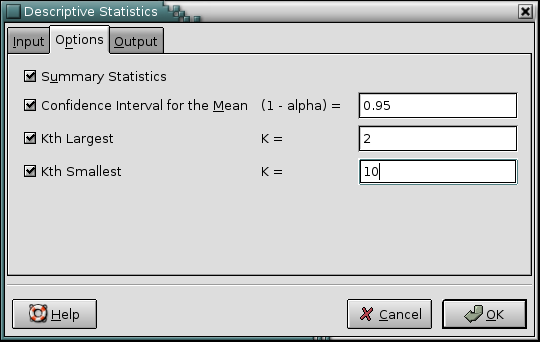 Descriptive Statistics
Input Options Output
Summary Statistics
Confidence Interval for the Mean (1 - alpha) = 0.95
Kth Largest K = 2
Kth Smallest K = 10
Help Cancel OK